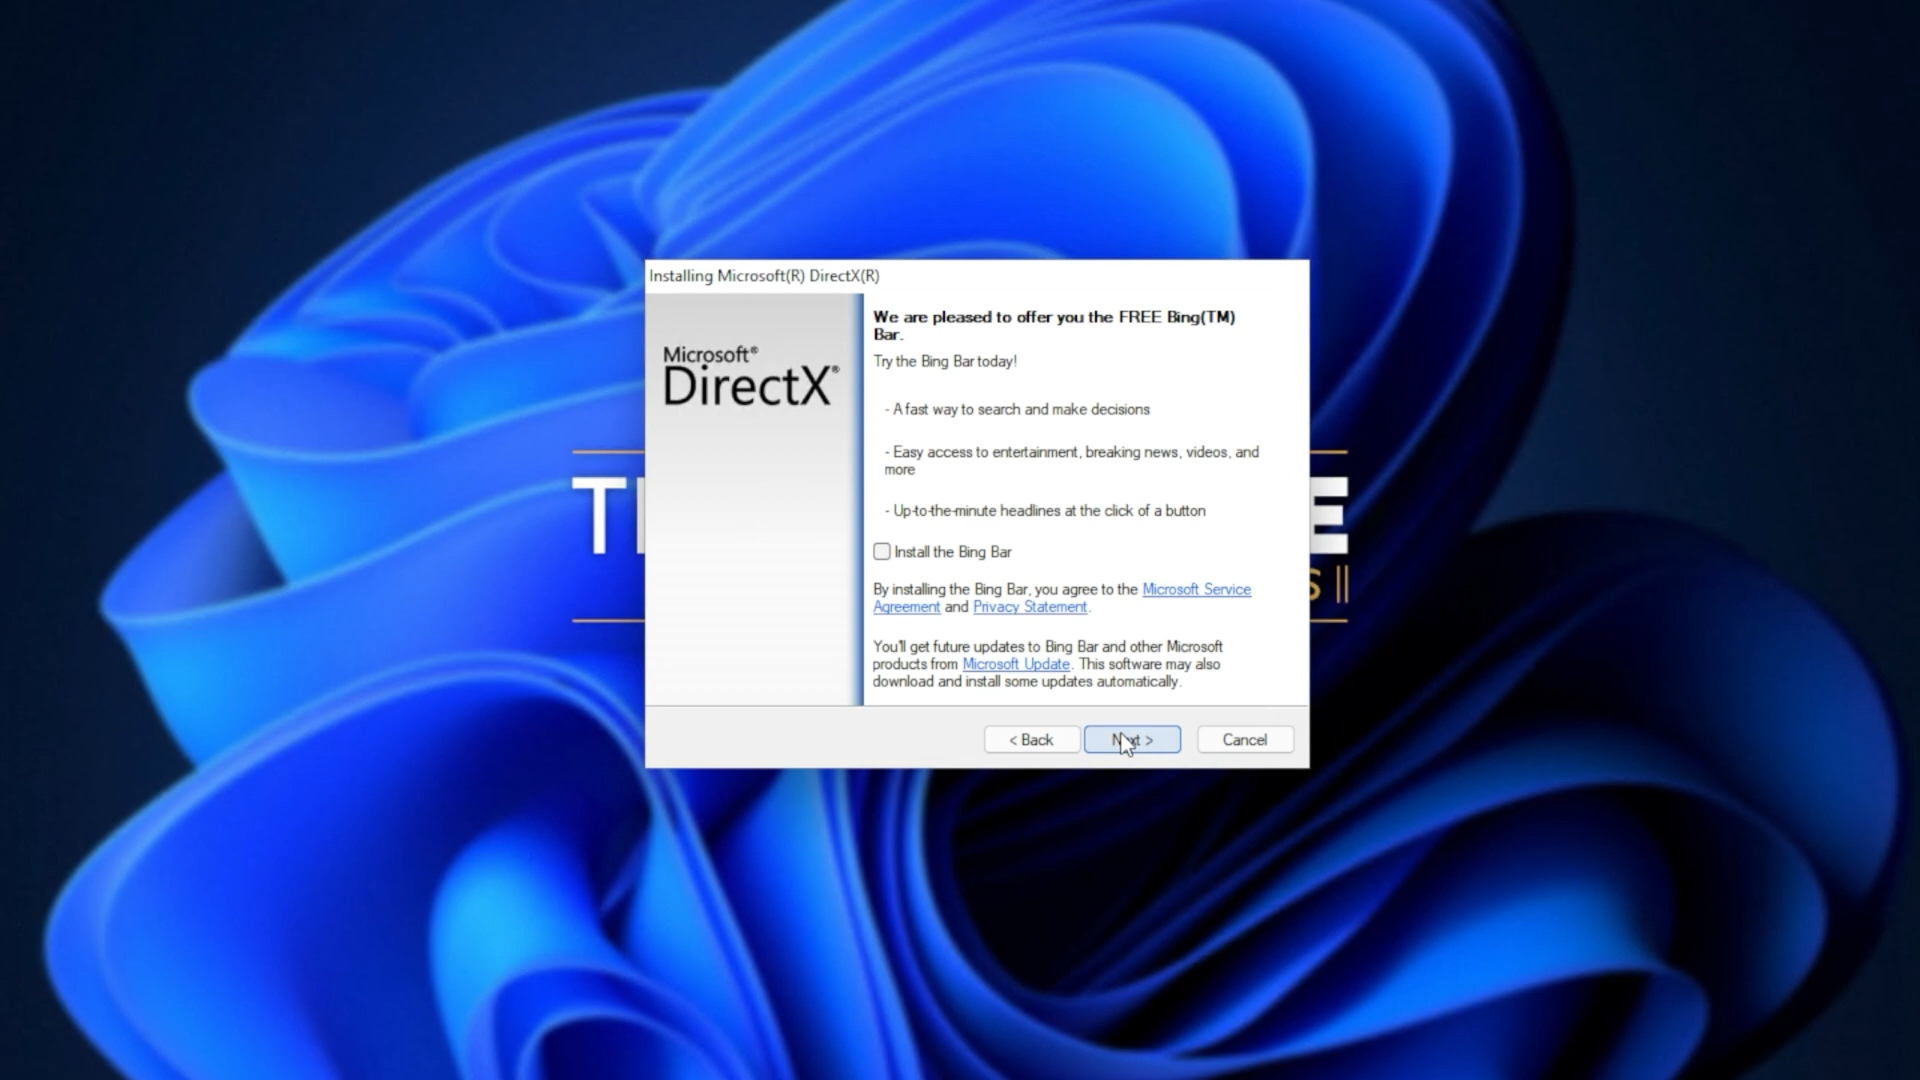 Installing Microsoft(R) DirectX(R)
Microsoft®
DirectX®
We are pleased to offer you the FREE Bing(TM)
Bar.
Try the Bing Bar today!
- A fast way to search and make decisions
- Easy access to entertainment, breaking news, videos, and
more
- Up-to-the-minute headlines at the click of a button
Install the Bing Bar
By installing the Bing Bar, you agree to the Microsoft Service
Agreement and Privacy Statement.
You'll get future updates to Bing Bar and other Microsoft
products from Microsoft Update. This software may also
download and install some updates automatically.
< Back
Next >
Cancel